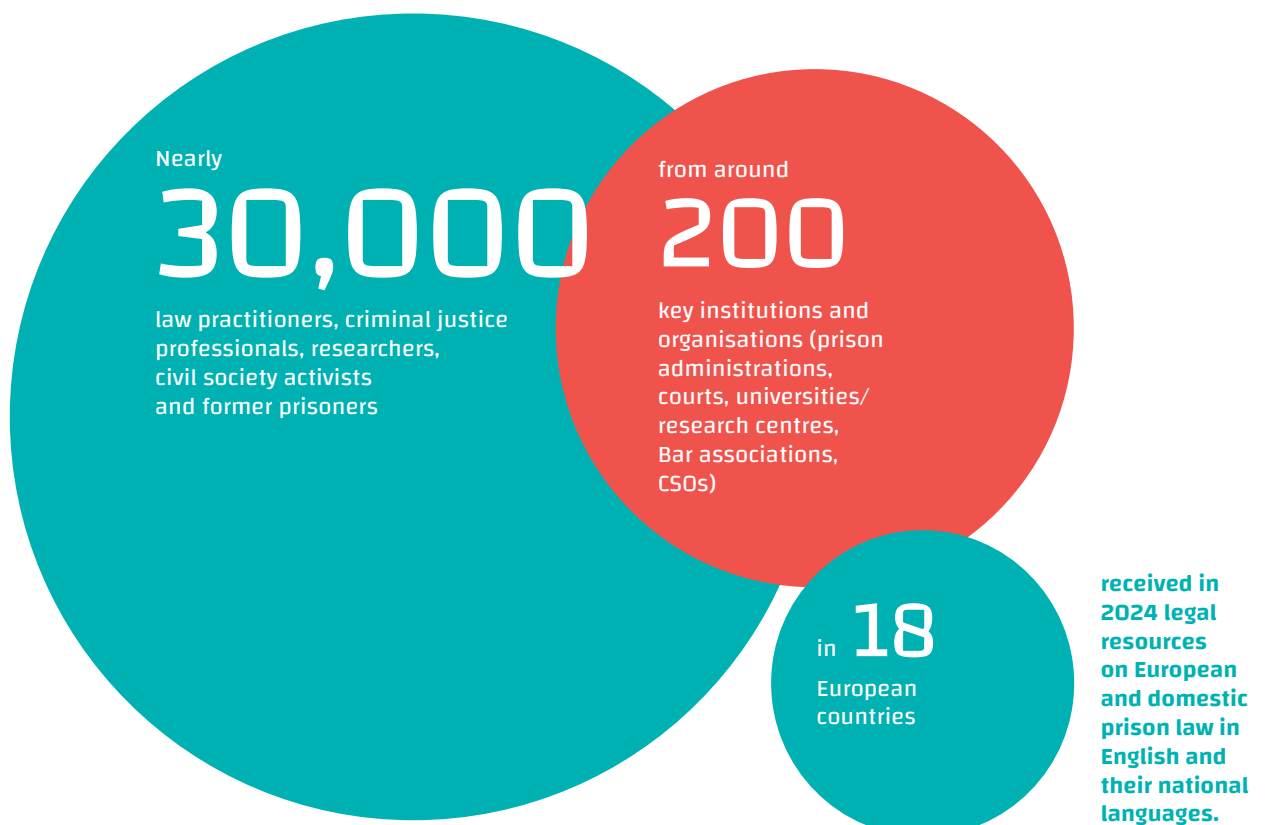 Nearly
30,000
law practitioners, criminal justice
professionals, researchers,
civil society activists
and former prisoners
from around
200
key institutions and
organisations (prison
administrations,
courts, universities/
research centres,
Bar associations,
CSOs)
in 18
European
countries
received in
2024 legal
resources
on European
and domestic
prison law in
English and
their national
languages.